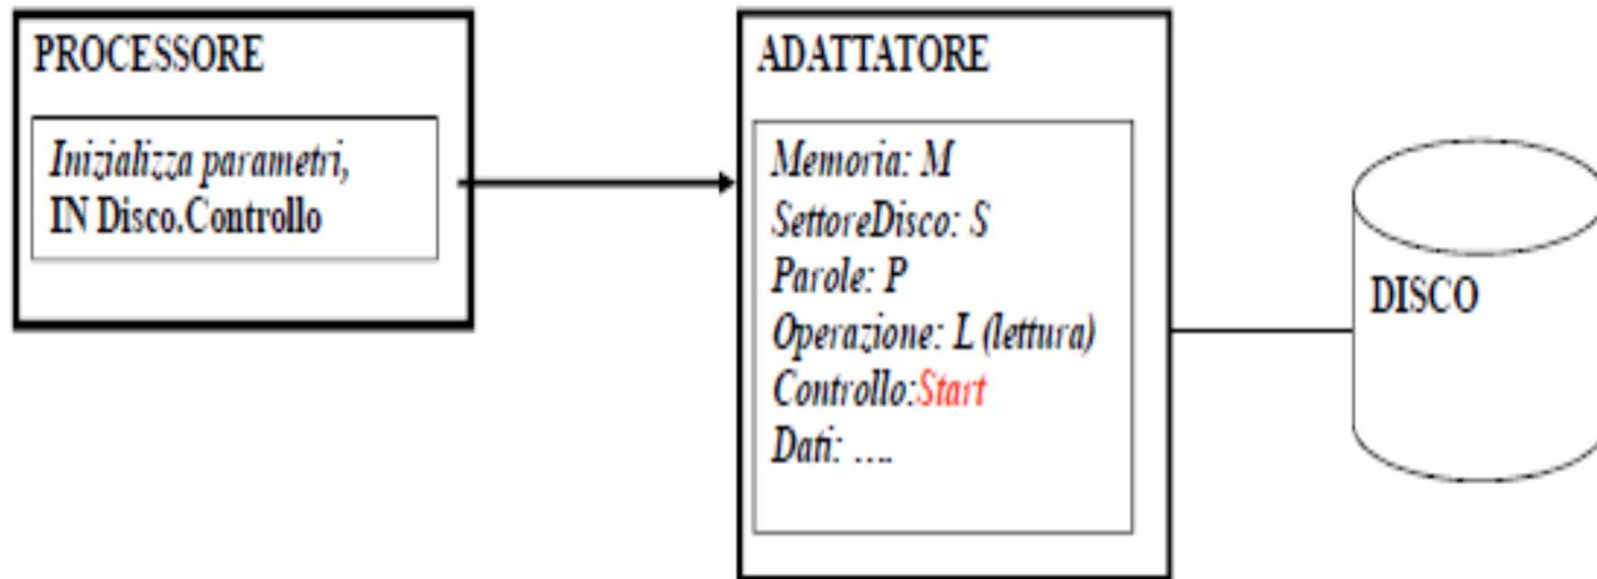 PROCESSORE
Inizializza parametri,
IN Disco.Controllo
ADATTATORE
Memoria: M
SettoreDisco: S
Parole: P
Operazione: L (lettura)
Controllo:Start
Dati: ....
DISCO